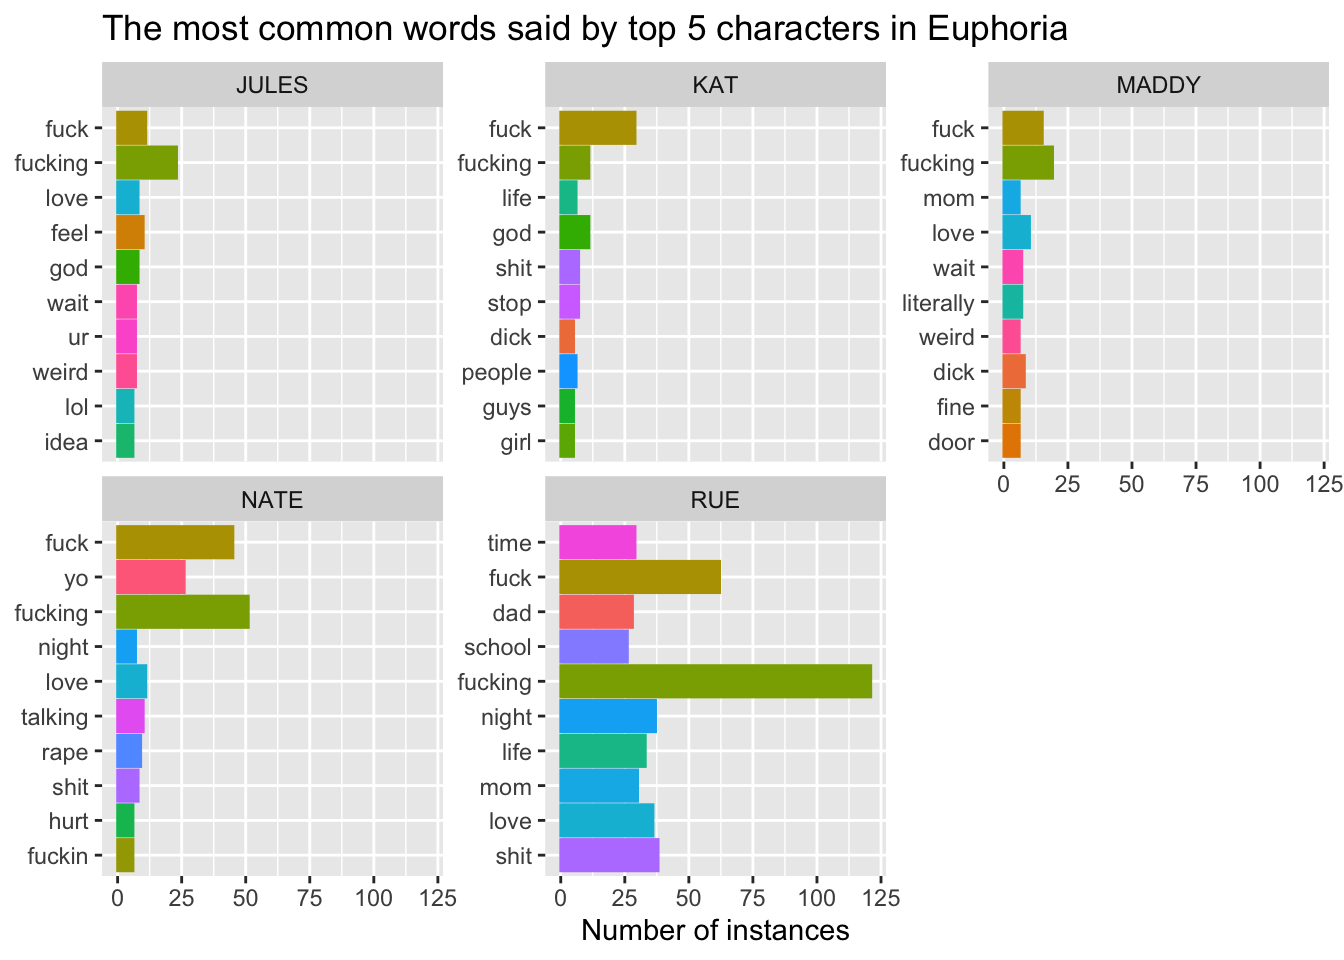 The most common words said by top 5 characters in Euphoria
JULES
fuck
fucking
love
feel
god
wait
ur
weird
lol
idea
KAT
fuck
fucking
life
god
shit
stop
dick
people
guys
girl
MADDY
fuck
fucking
mom
love
wait
literally
weird
dick
fine
door
0 25 50 75 100 125
NATE
fuck
yo
fucking
night
love
talking
rape
shit
hurt
fuckin
0 25 50 75 100 125
RUE
time
fuck
dad
school
fucking
night
life
mom
love
shit
0 25 50 75 100 125
Number of instances